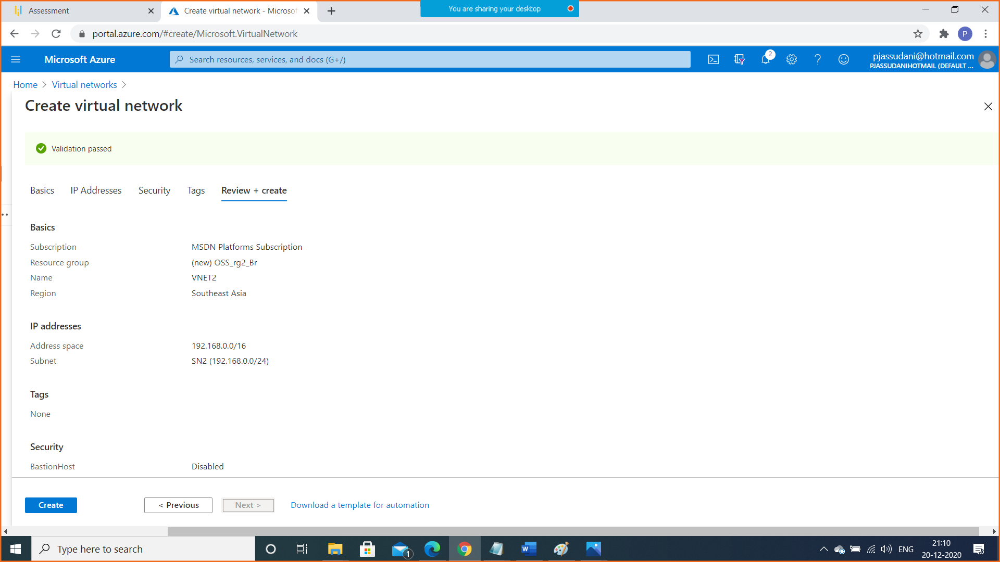 Assessment
Create virtual network - Microsof
You are sharing your desktop
portal.azure.com/#create/Microsoft.VirtualNetwork
P
Microsoft Azure
Search resources, services, and docs (G+/)
2
pjassudani@hotmail.com
PJASSUDANIHOTMAIL (DEFAULT ...
Home > Virtual networks >
Create virtual network
Validation passed
Basics IP Addresses Security Tags Review + create
Basics
Subscription MSDN Platforms Subscription
Resource group (new) OSS_rg2_Br
Name VNET2
Region Southeast Asia
IP addresses
Address space 192.168.0.0/16
Subnet SN2 (192.168.0.0/24)
Tags
None
Security
BastionHost Disabled
Create < Previous Next > Download a template for automation
Type here to search
1
W
ENG
21:10
20-12-2020